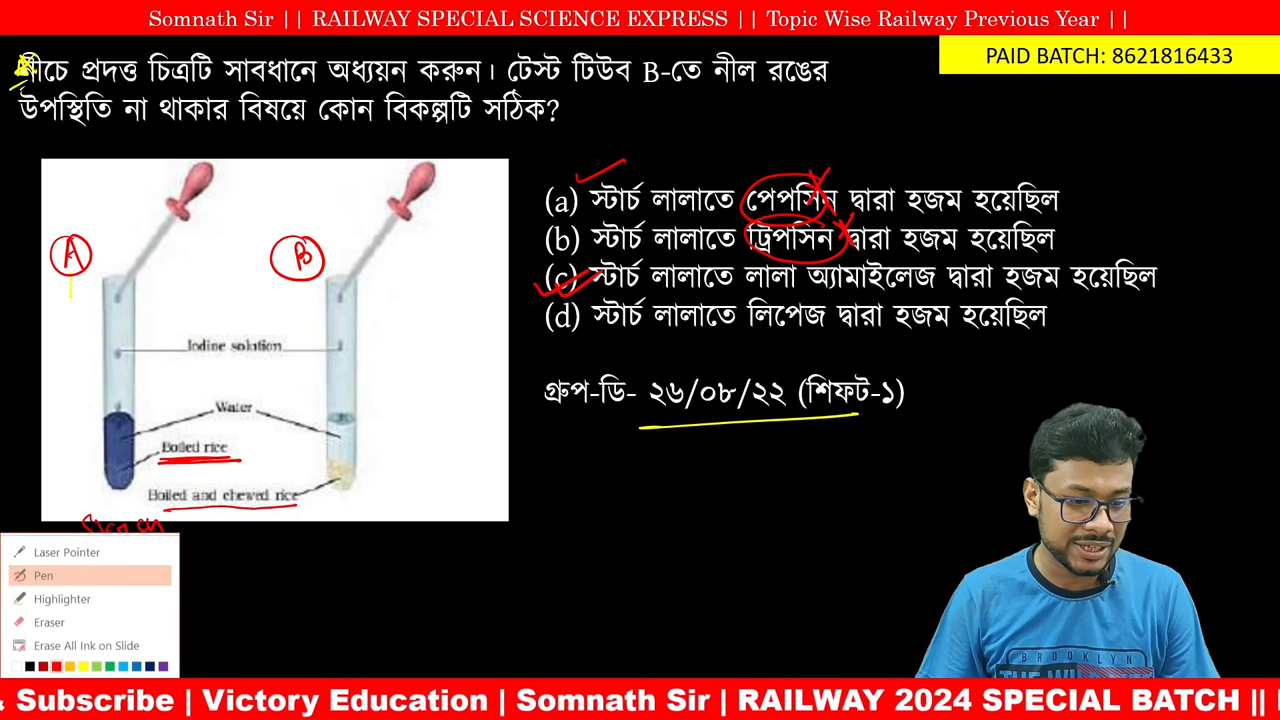 Somnath Sir || RAILWAY SPECIAL SCIENCE EXPRESS || Topic Wise Railway Previous Year ||
PAID BATCH: 8621816433
নীচে প্রদত্ত চিত্রটি সাবধানে অধ্যয়ন করুন। টেস্ট টিউব B-তে নীল রঙের
উপস্থিতি না থাকার বিষয়ে কোন বিকল্পটি সঠিক?
A
B
Iodine solution
Water
Boiled rice
Boiled and chewed rice
(a) স্টার্চ লালাতে পেপসিন দ্বারা হজম হয়েছিল
(b) স্টার্চ লালাতে ট্রিপসিন দ্বারা হজম হয়েছিল
(c) স্টার্চ লালাতে লালা অ্যামাইলেজ দ্বারা হজম হয়েছিল
(d) স্টার্চ লালাতে লিপেজ দ্বারা হজম হয়েছিল
গ্রুপ-ডি- ২৬/০৮/২২ (শিফট-১)
Laser Pointer
Pen
Highlighter
Eraser
Erase All Ink on Slide
BROOKLYN
& Subscribe | Victory Education | Somnath Sir | RAILWAY 2024 SPECIAL BATCH ||